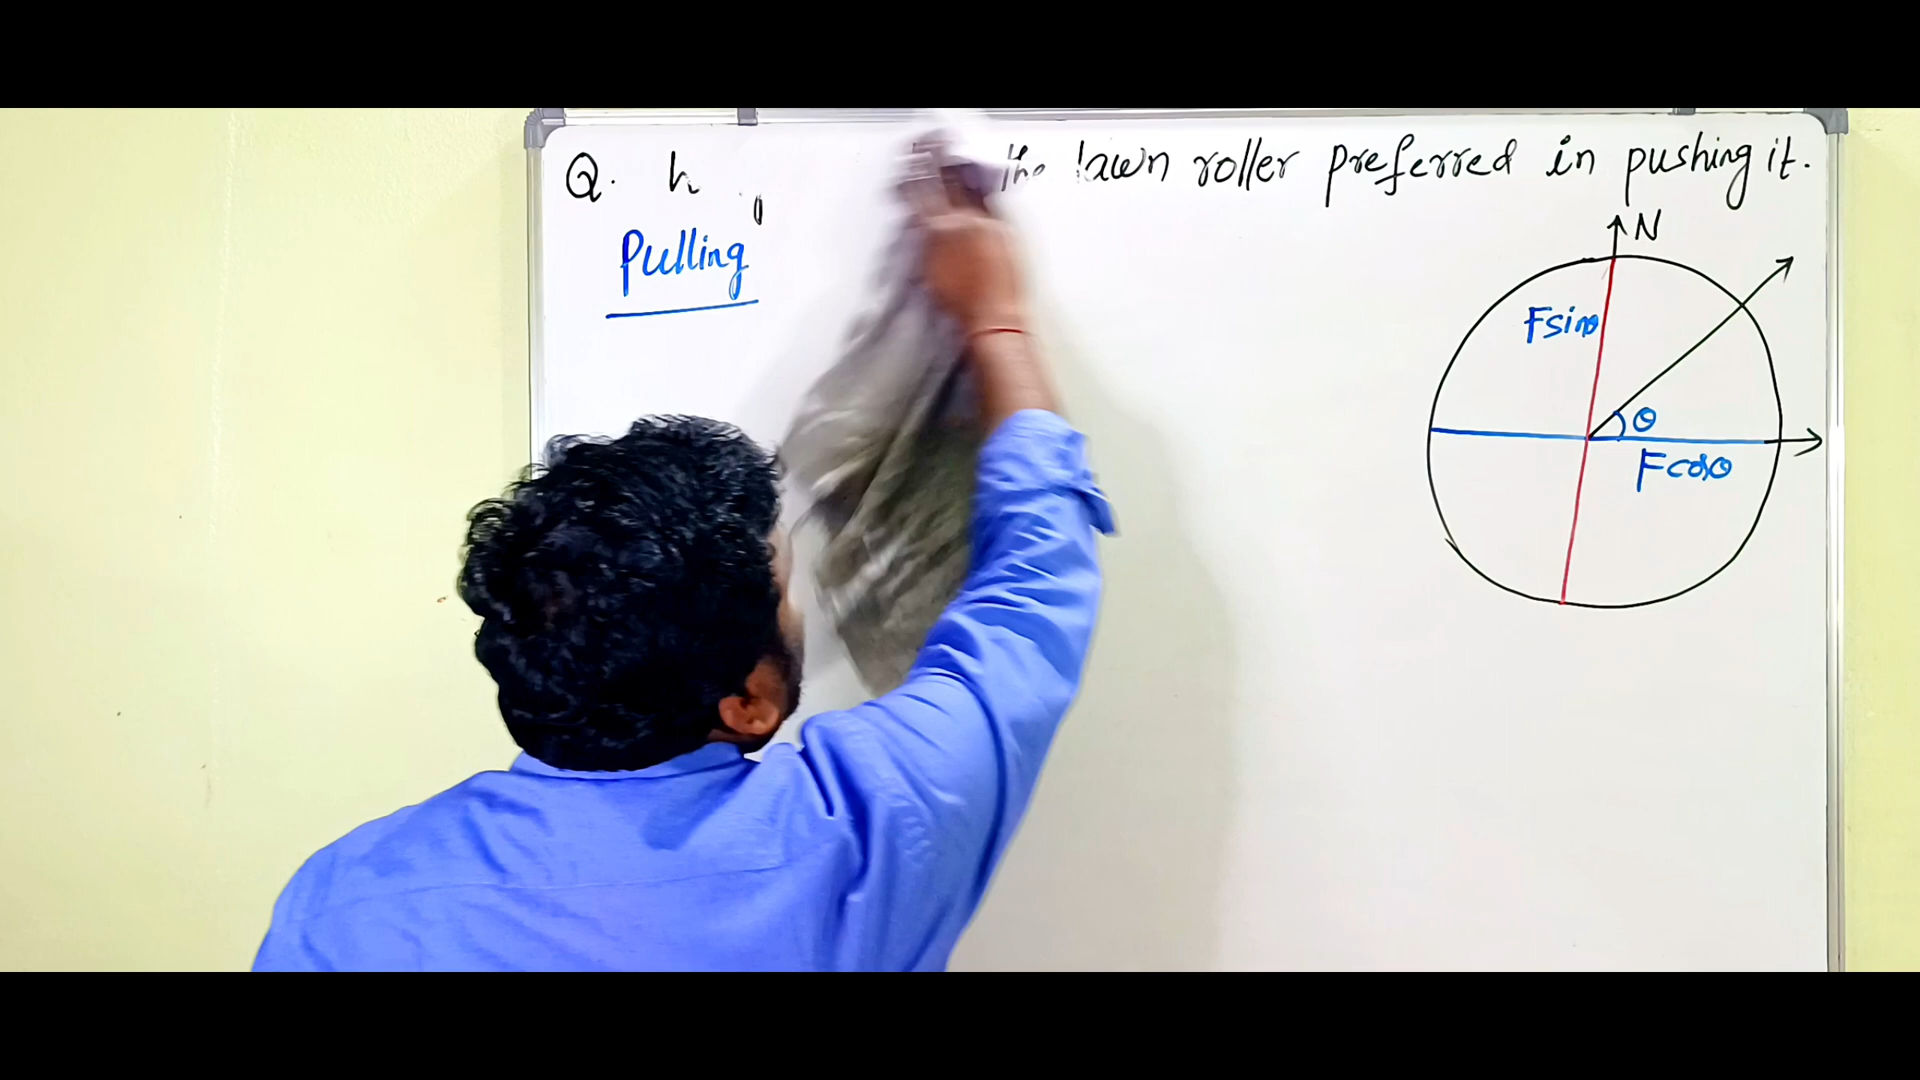 Q. the lawn roller preferred in pushing it.
Pulling
N
Fsinθ
θ
Fcosθ